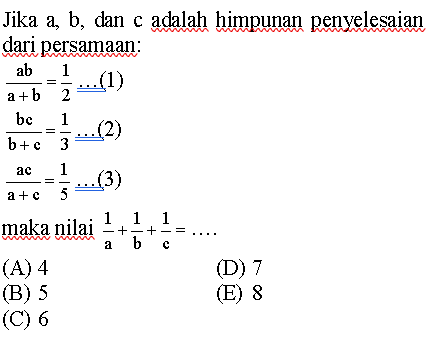 Jika a, b, dan c adalah himpunan penyelesaian
dari persamaan:
ab/(a + b) = 1/2 ...(1)
bc/(b + c) = 1/3 ...(2)
ac/(a + c) = 1/5 ...(3)
maka nilai 1/a + 1/b + 1/c = ....
(A) 4 (D) 7
(B) 5 (E) 8
(C) 6